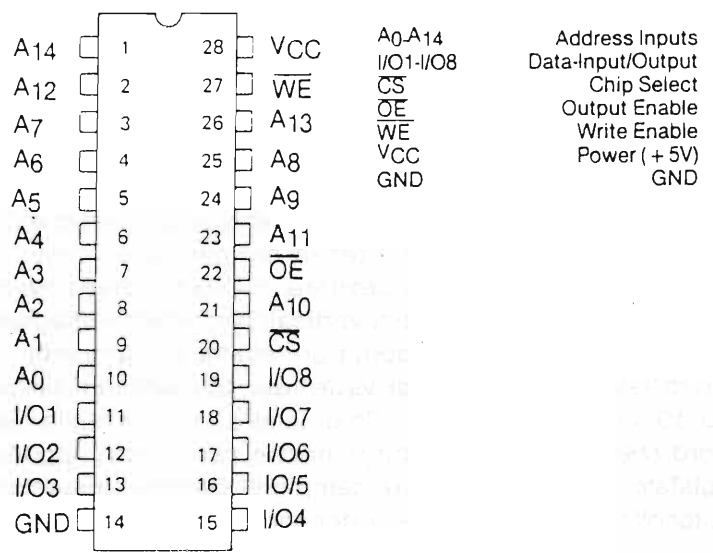 A14 1 28 VCC
A12 2 27 WE
A7 3 26 A13
A6 4 25 A8
A5 5 24 A9
A4 6 23 A11
A3 7 22 OE
A2 8 21 A10
A1 9 20 CS
A0 10 19 I/O8
I/O1 11 18 I/O7
I/O2 12 17 I/O6
I/O3 13 16 IO/5
GND 14 15 I/O4
A0-A14 Address Inputs
I/O1-I/O8 Data-Input/Output
CS Chip Select
OE Output Enable
WE Write Enable
VCC Power ( + 5V)
GND GND